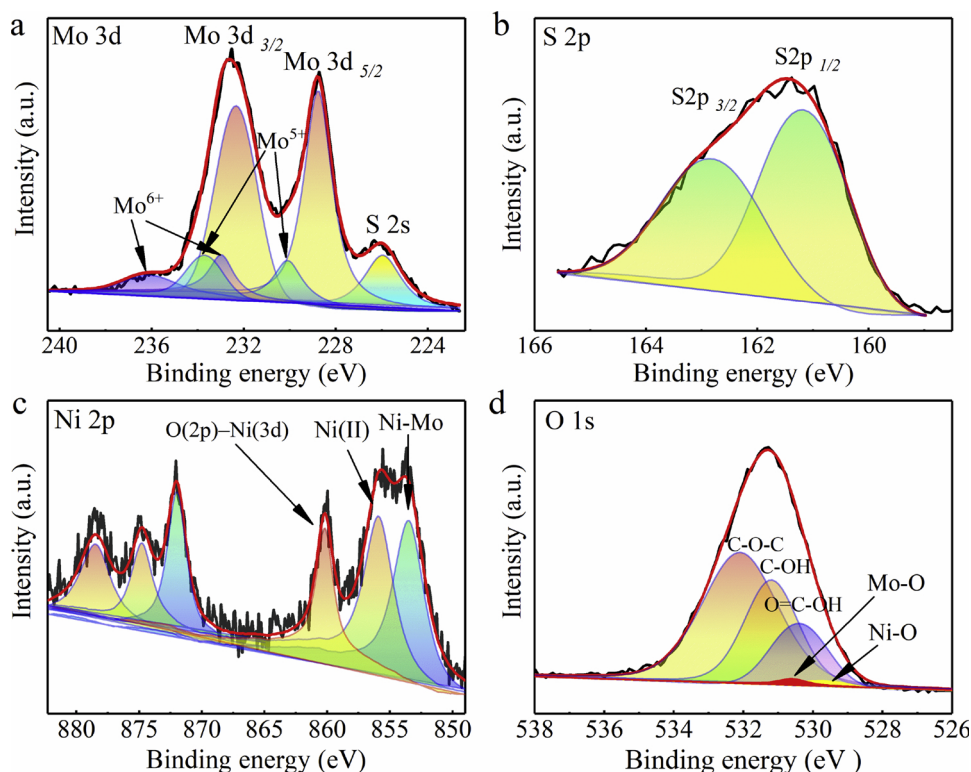 a
Mo 3d
Mo 3d 3/2
Mo 3d 5/2
Mo5+
Mo6+
S 2s
Intensity (a.u.)
240 236 232 228 224
Binding energy (eV)
b
S 2p
S2p 1/2
S2p 3/2
Intensity (a.u.)
166 164 162 160
Binding energy (eV)
c
Ni 2p
O(2p)–Ni(3d)
Ni(II)
Ni-Mo
Intensity (a.u.)
880 875 870 865 860 855 850
Binding energy (eV)
d
O 1s
C-O-C
C-OH
O=C-OH
Mo-O
Ni-O
Intensity (a.u.)
538 536 534 532 530 528 526
Binding energy (eV )